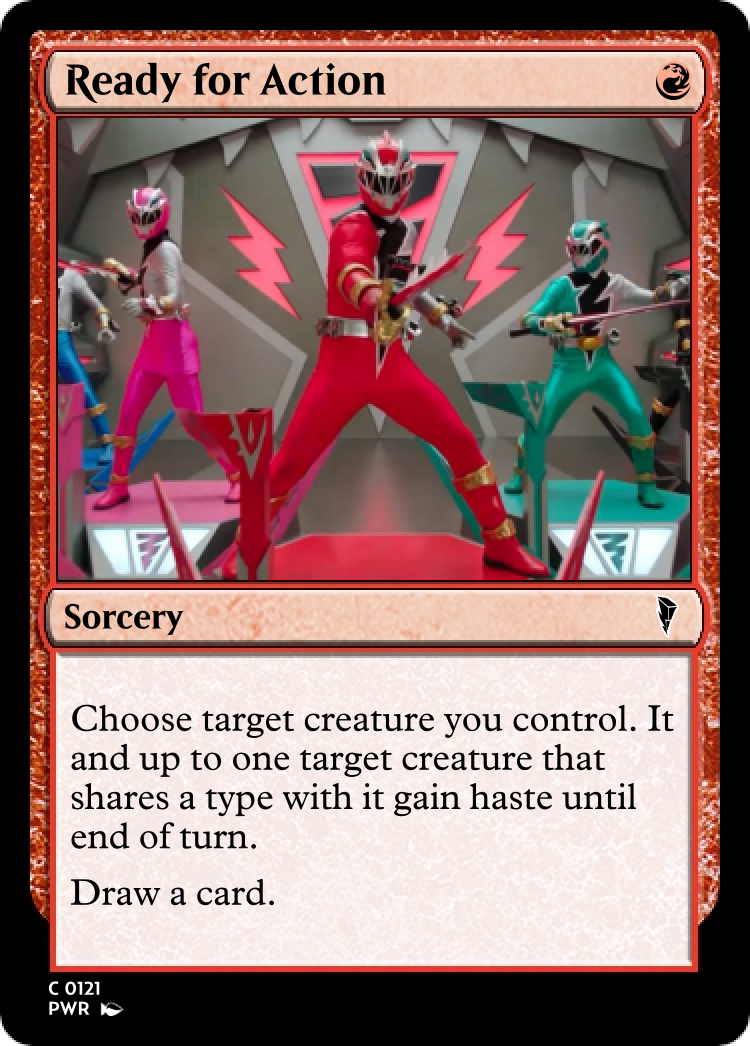 Ready for Action
Sorcery
Choose target creature you control. It
and up to one target creature that
shares a type with it gain haste until
end of turn.
Draw a card.
C 0121
PWR